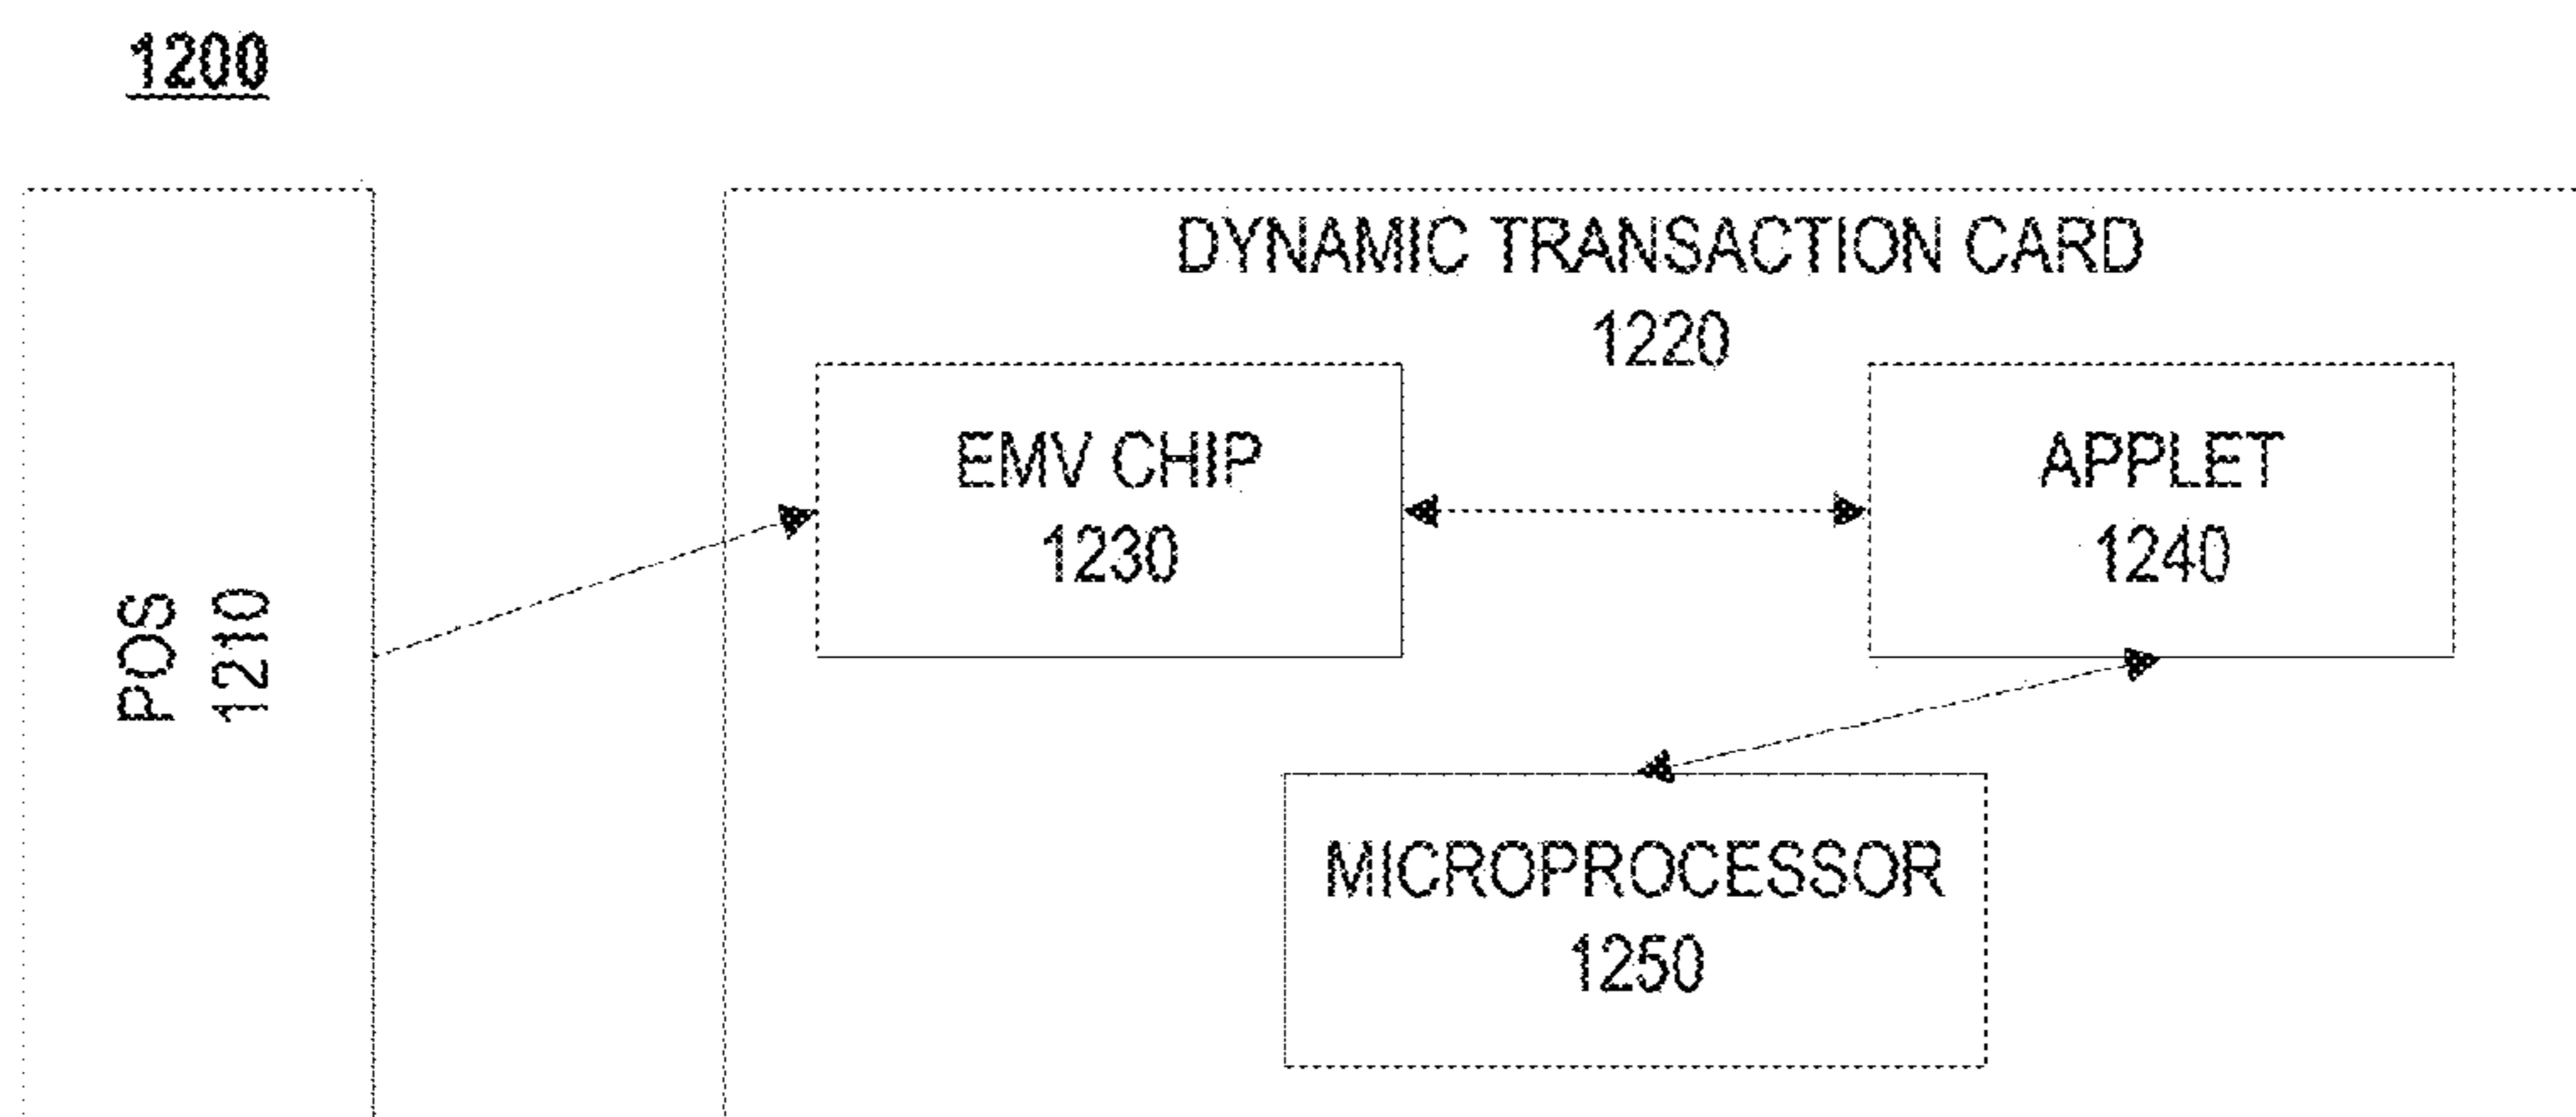 1200
DYNAMIC TRANSACTION CARD
1220
EMV CHIP
1230
APPLET
1240
POS
1210
MICROPROCESSOR
1250